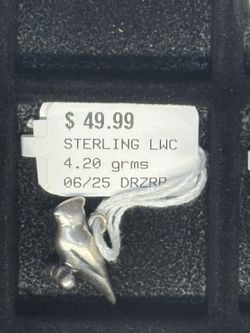 $ 49.99
STERLING LWC
4.20 grms
06/25 DRZRP